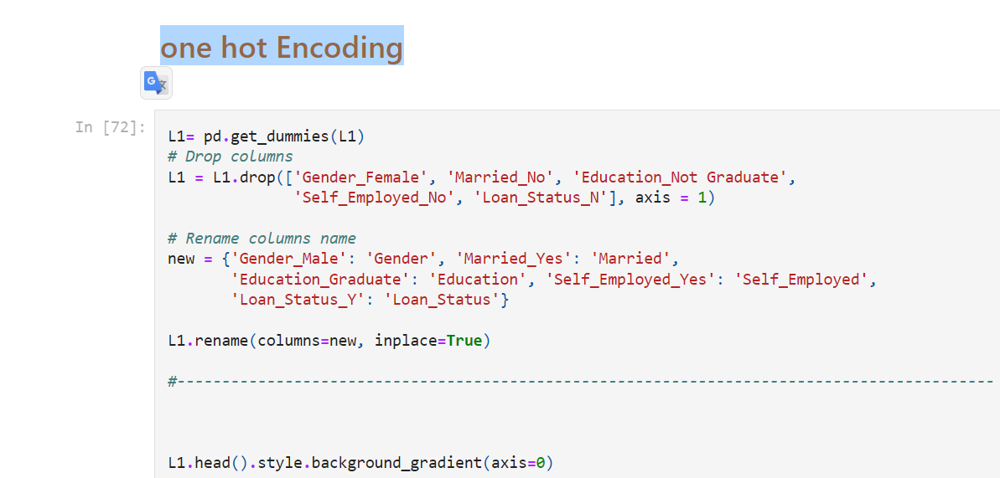 one hot Encoding
In [72]:
L1= pd.get_dummies(L1)
# Drop columns
L1 = L1.drop(['Gender_Female', 'Married_No', 'Education_Not Graduate',
'Self_Employed_No', 'Loan_Status_N'], axis = 1)
# Rename columns name
new = {'Gender_Male': 'Gender', 'Married_Yes': 'Married',
'Education_Graduate': 'Education', 'Self_Employed_Yes': 'Self_Employed',
'Loan_Status_Y': 'Loan_Status'}
L1.rename(columns=new, inplace=True)
#----------------------------------------------------------------------------------------
L1.head().style.background_gradient(axis=0)